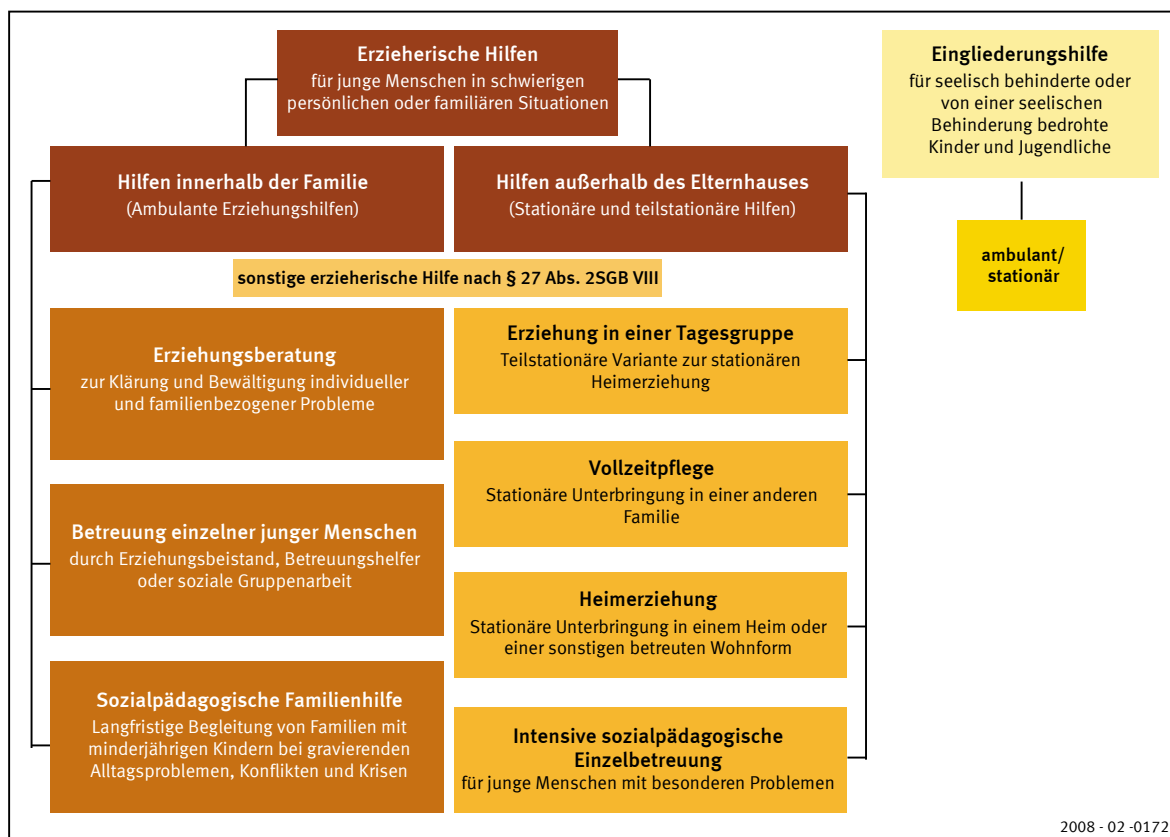 Erzieherische Hilfen
für junge Menschen in schwierigen
persönlichen oder familiären Situationen
Eingliederungshilfe
für seelisch behinderte oder
von einer seelischen
Behinderung bedrohte
Kinder und Jugendliche
Hilfen innerhalb der Familie
(Ambulante Erziehungshilfen)
Hilfen außerhalb des Elternhauses
(Stationäre und teilstationäre Hilfen)
ambulant/
stationär
sonstige erzieherische Hilfe nach § 27 Abs. 2SGB VIII
Erziehungsberatung
zur Klärung und Bewältigung individueller
und familienbezogener Probleme
Erziehung in einer Tagesgruppe
Teilstationäre Variante zur stationären
Heimerziehung
Vollzeitpflege
Stationäre Unterbringung in einer anderen
Familie
Betreuung einzelner junger Menschen
durch Erziehungsbeistand, Betreuungshelfer
oder soziale Gruppenarbeit
Heimerziehung
Stationäre Unterbringung in einem Heim oder
einer sonstigen betreuten Wohnform
Sozialpädagogische Familienhilfe
Langfristige Begleitung von Familien mit
minderjährigen Kindern bei gravierenden
Alltagsproblemen, Konflikten und Krisen
Intensive sozialpädagogische
Einzelbetreuung
für junge Menschen mit besonderen Problemen
2008 - 02 -0172